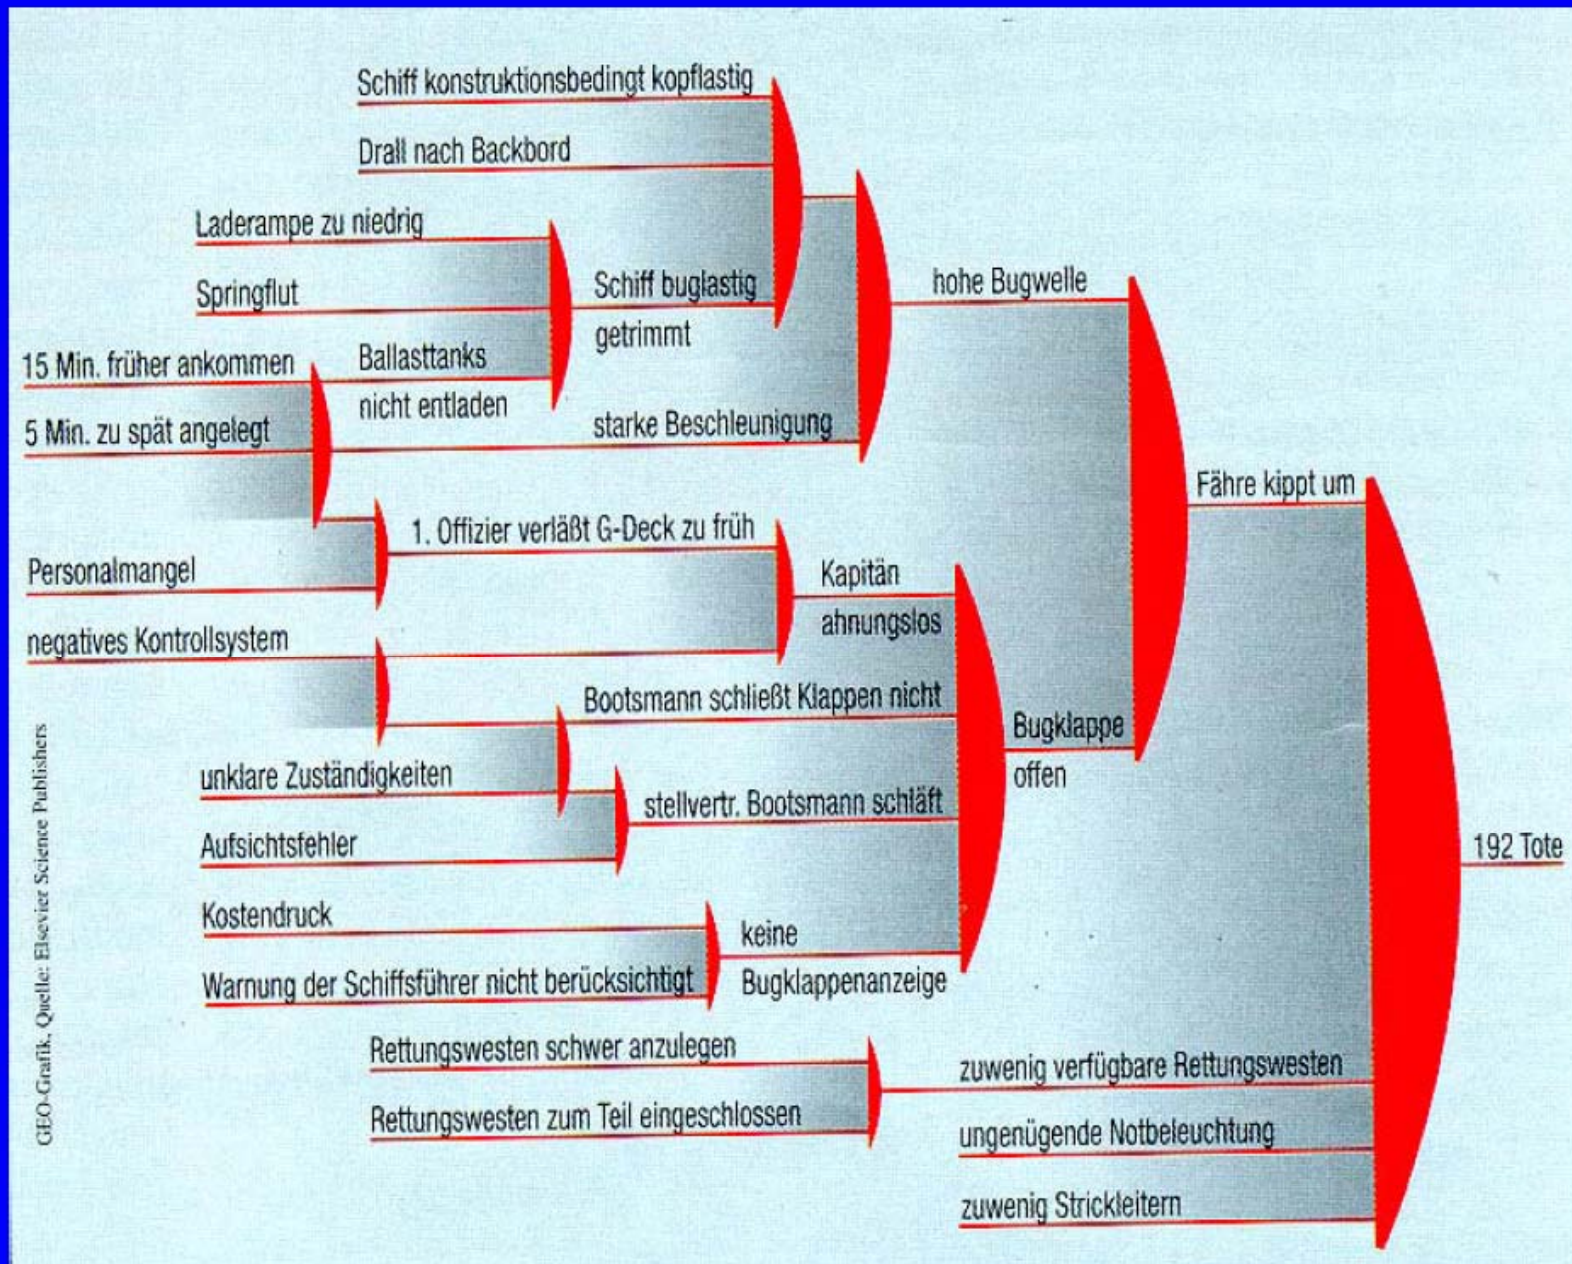 Schiff konstruktionsbedingt kopflastig
Drall nach Backbord
Laderampe zu niedrig
Springflut
Schiff buglastig
getrimmt
hohe Bugwelle
15 Min. früher ankommen
Ballasttanks
nicht entladen
5 Min. zu spät angelegt
starke Beschleunigung
Fähre kippt um
1. Offizier verläßt G-Deck zu früh
Personalmangel
Kapitän
ahnungslos
negatives Kontrollsystem
Bootsmann schließt Klappen nicht
Bugklappe
offen
unklare Zuständigkeiten
stellvertr. Bootsmann schläft
Aufsichtsfehler
192 Tote
Kostendruck
keine
Bugklappenanzeige
Warnung der Schiffsführer nicht berücksichtigt
Rettungswesten schwer anzulegen
zuwenig verfügbare Rettungswesten
Rettungswesten zum Teil eingeschlossen
ungenügende Notbeleuchtung
zuwenig Strickleitern
GEO-Grafik, Quelle: Elsevier Science Publishers